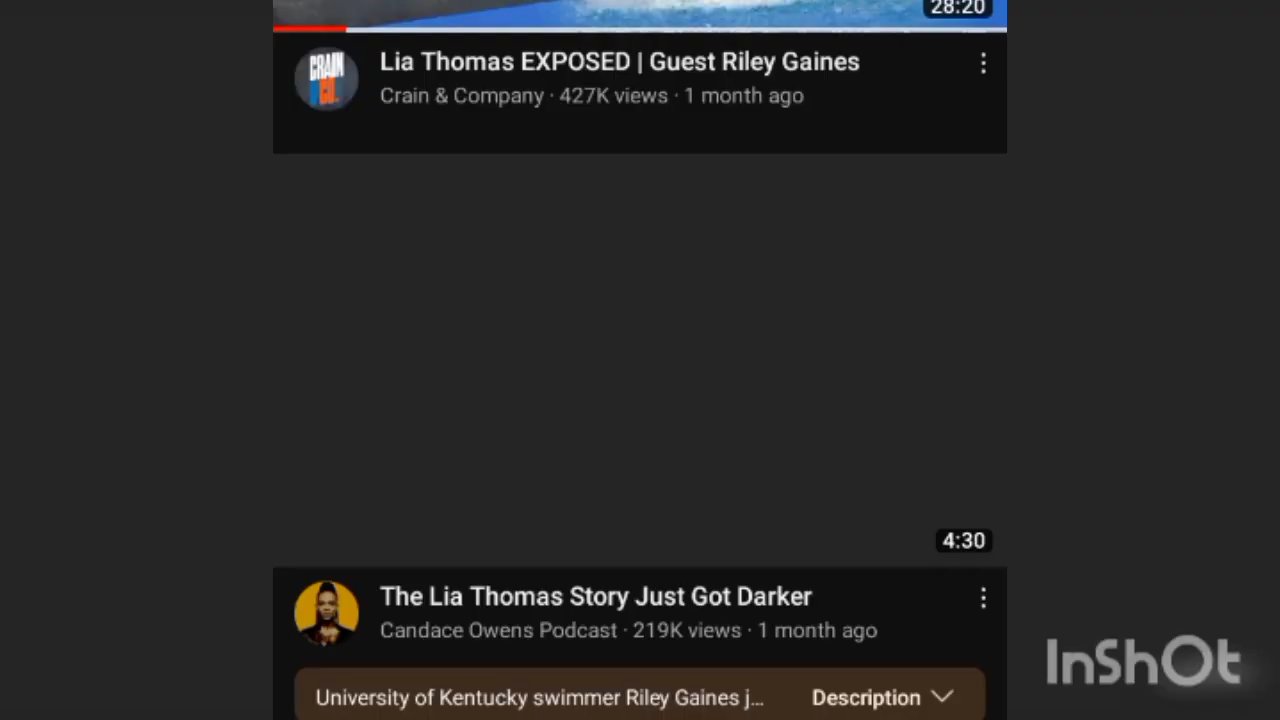 28:20
CRAIN
CO.
Lia Thomas EXPOSED | Guest Riley Gaines
Crain & Company · 427K views · 1 month ago
4:30
The Lia Thomas Story Just Got Darker
Candace Owens Podcast · 219K views · 1 month ago
University of Kentucky swimmer Riley Gaines j...
Description
InShOt